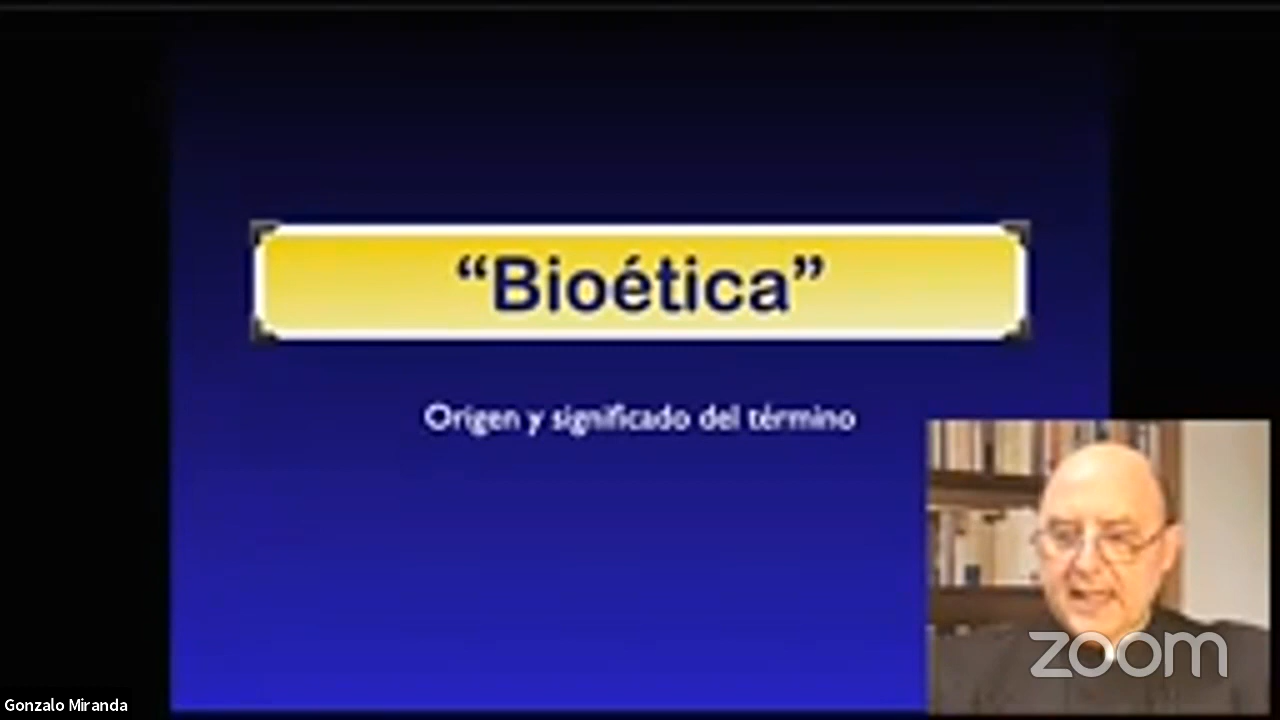 “Bioética”
Origen y significado del término
zoom
Gonzalo Miranda